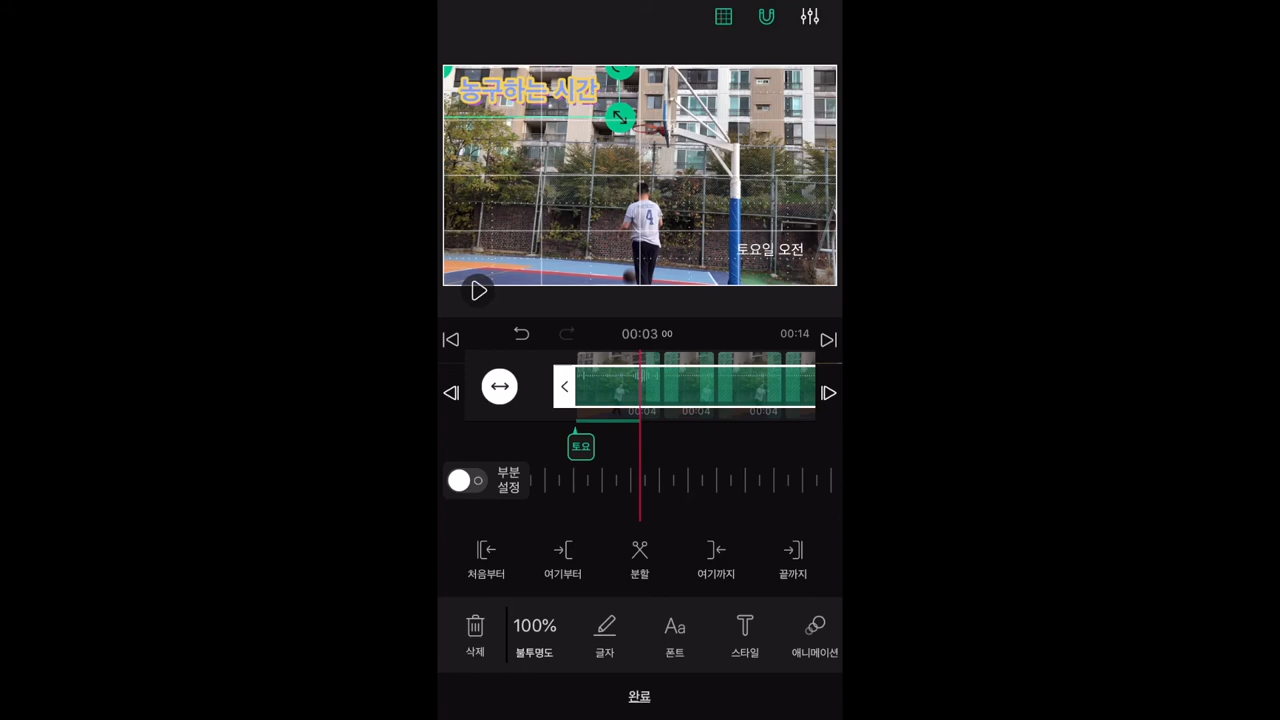 농구하는 시간
4
토요일 오전
00:03 00
00:14
00:04 00:04 00:04
토요
부분
설정
처음부터 여기부터 분할 여기까지 끝까지
100%
Aa
삭제 불투명도 글자 폰트 스타일 애니메이션
완료